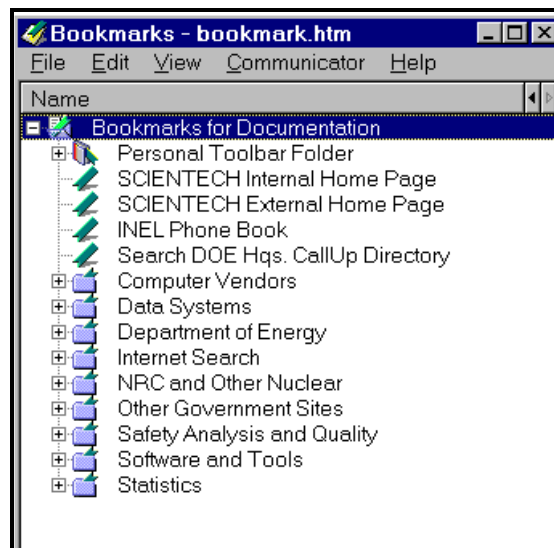 Bookmarks - bookmark.htm
File Edit View Communicator Help
Name
Bookmarks for Documentation
Personal Toolbar Folder
SCIENTECH Internal Home Page
SCIENTECH External Home Page
INEL Phone Book
Search DOE Hqs. CallUp Directory
Computer Vendors
Data Systems
Department of Energy
Internet Search
NRC and Other Nuclear
Other Government Sites
Safety Analysis and Quality
Software and Tools
Statistics